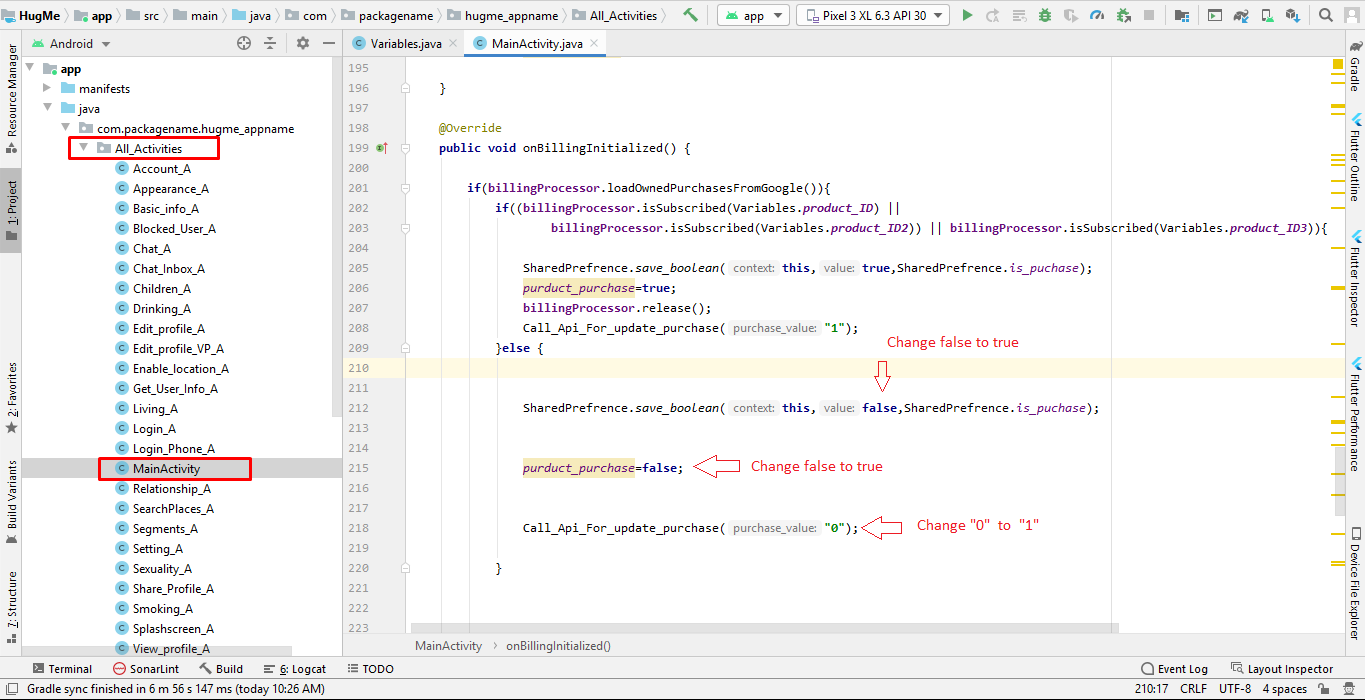 HugMe app src main java com packagename hugme_appname All_Activities app Pixel 3 XL 6.3 API 30
Android
Variables.java MainActivity.java
Resource Manager
1: Project
2: Favorites
Build Variants
7: Structure
app
manifests
java
com.packagename.hugme_appname
All_Activities
Account_A
Appearance_A
Basic_info_A
Blocked_User_A
Chat_A
Chat_Inbox_A
Children_A
Drinking_A
Edit_profile_A
Edit_profile_VP_A
Enable_location_A
Get_User_Info_A
Living_A
Login_A
Login_Phone_A
MainActivity
Relationship_A
SearchPlaces_A
Segments_A
Setting_A
Sexuality_A
Share_Profile_A
Smoking_A
Splashscreen_A
View_profile_A
195
196 }
197
198 @Override
199 public void onBillingInitialized() {
200
201 if(billingProcessor.loadOwnedPurchasesFromGoogle()){
202 if((billingProcessor.isSubscribed(Variables.product_ID) ||
203 billingProcessor.isSubscribed(Variables.product_ID2)) || billingProcessor.isSubscribed(Variables.product_ID3)){
204
205 SharedPrefrence.save_boolean( context: this, value: true,SharedPrefrence.is_puchase);
206 purduct_purchase=true;
207 billingProcessor.release();
208 Call_Api_For_update_purchase( purchase_value: "1");
209 }else {
Change false to true
210
211
212 SharedPrefrence.save_boolean( context: this, value: false,SharedPrefrence.is_puchase);
213
214
215 purduct_purchase=false; Change false to true
216
217
218 Call_Api_For_update_purchase( purchase_value: "0"); Change "0" to "1"
219
220 }
221
222
223
MainActivity › onBillingInitialized()
Gradle
Flutter Outline
Flutter Inspector
Flutter Performance
Device File Explorer
Terminal SonarLint Build 6: Logcat TODO Event Log Layout Inspector
Gradle sync finished in 6 m 56 s 147 ms (today 10:26 AM) 210:17 CRLF UTF-8 4 spaces